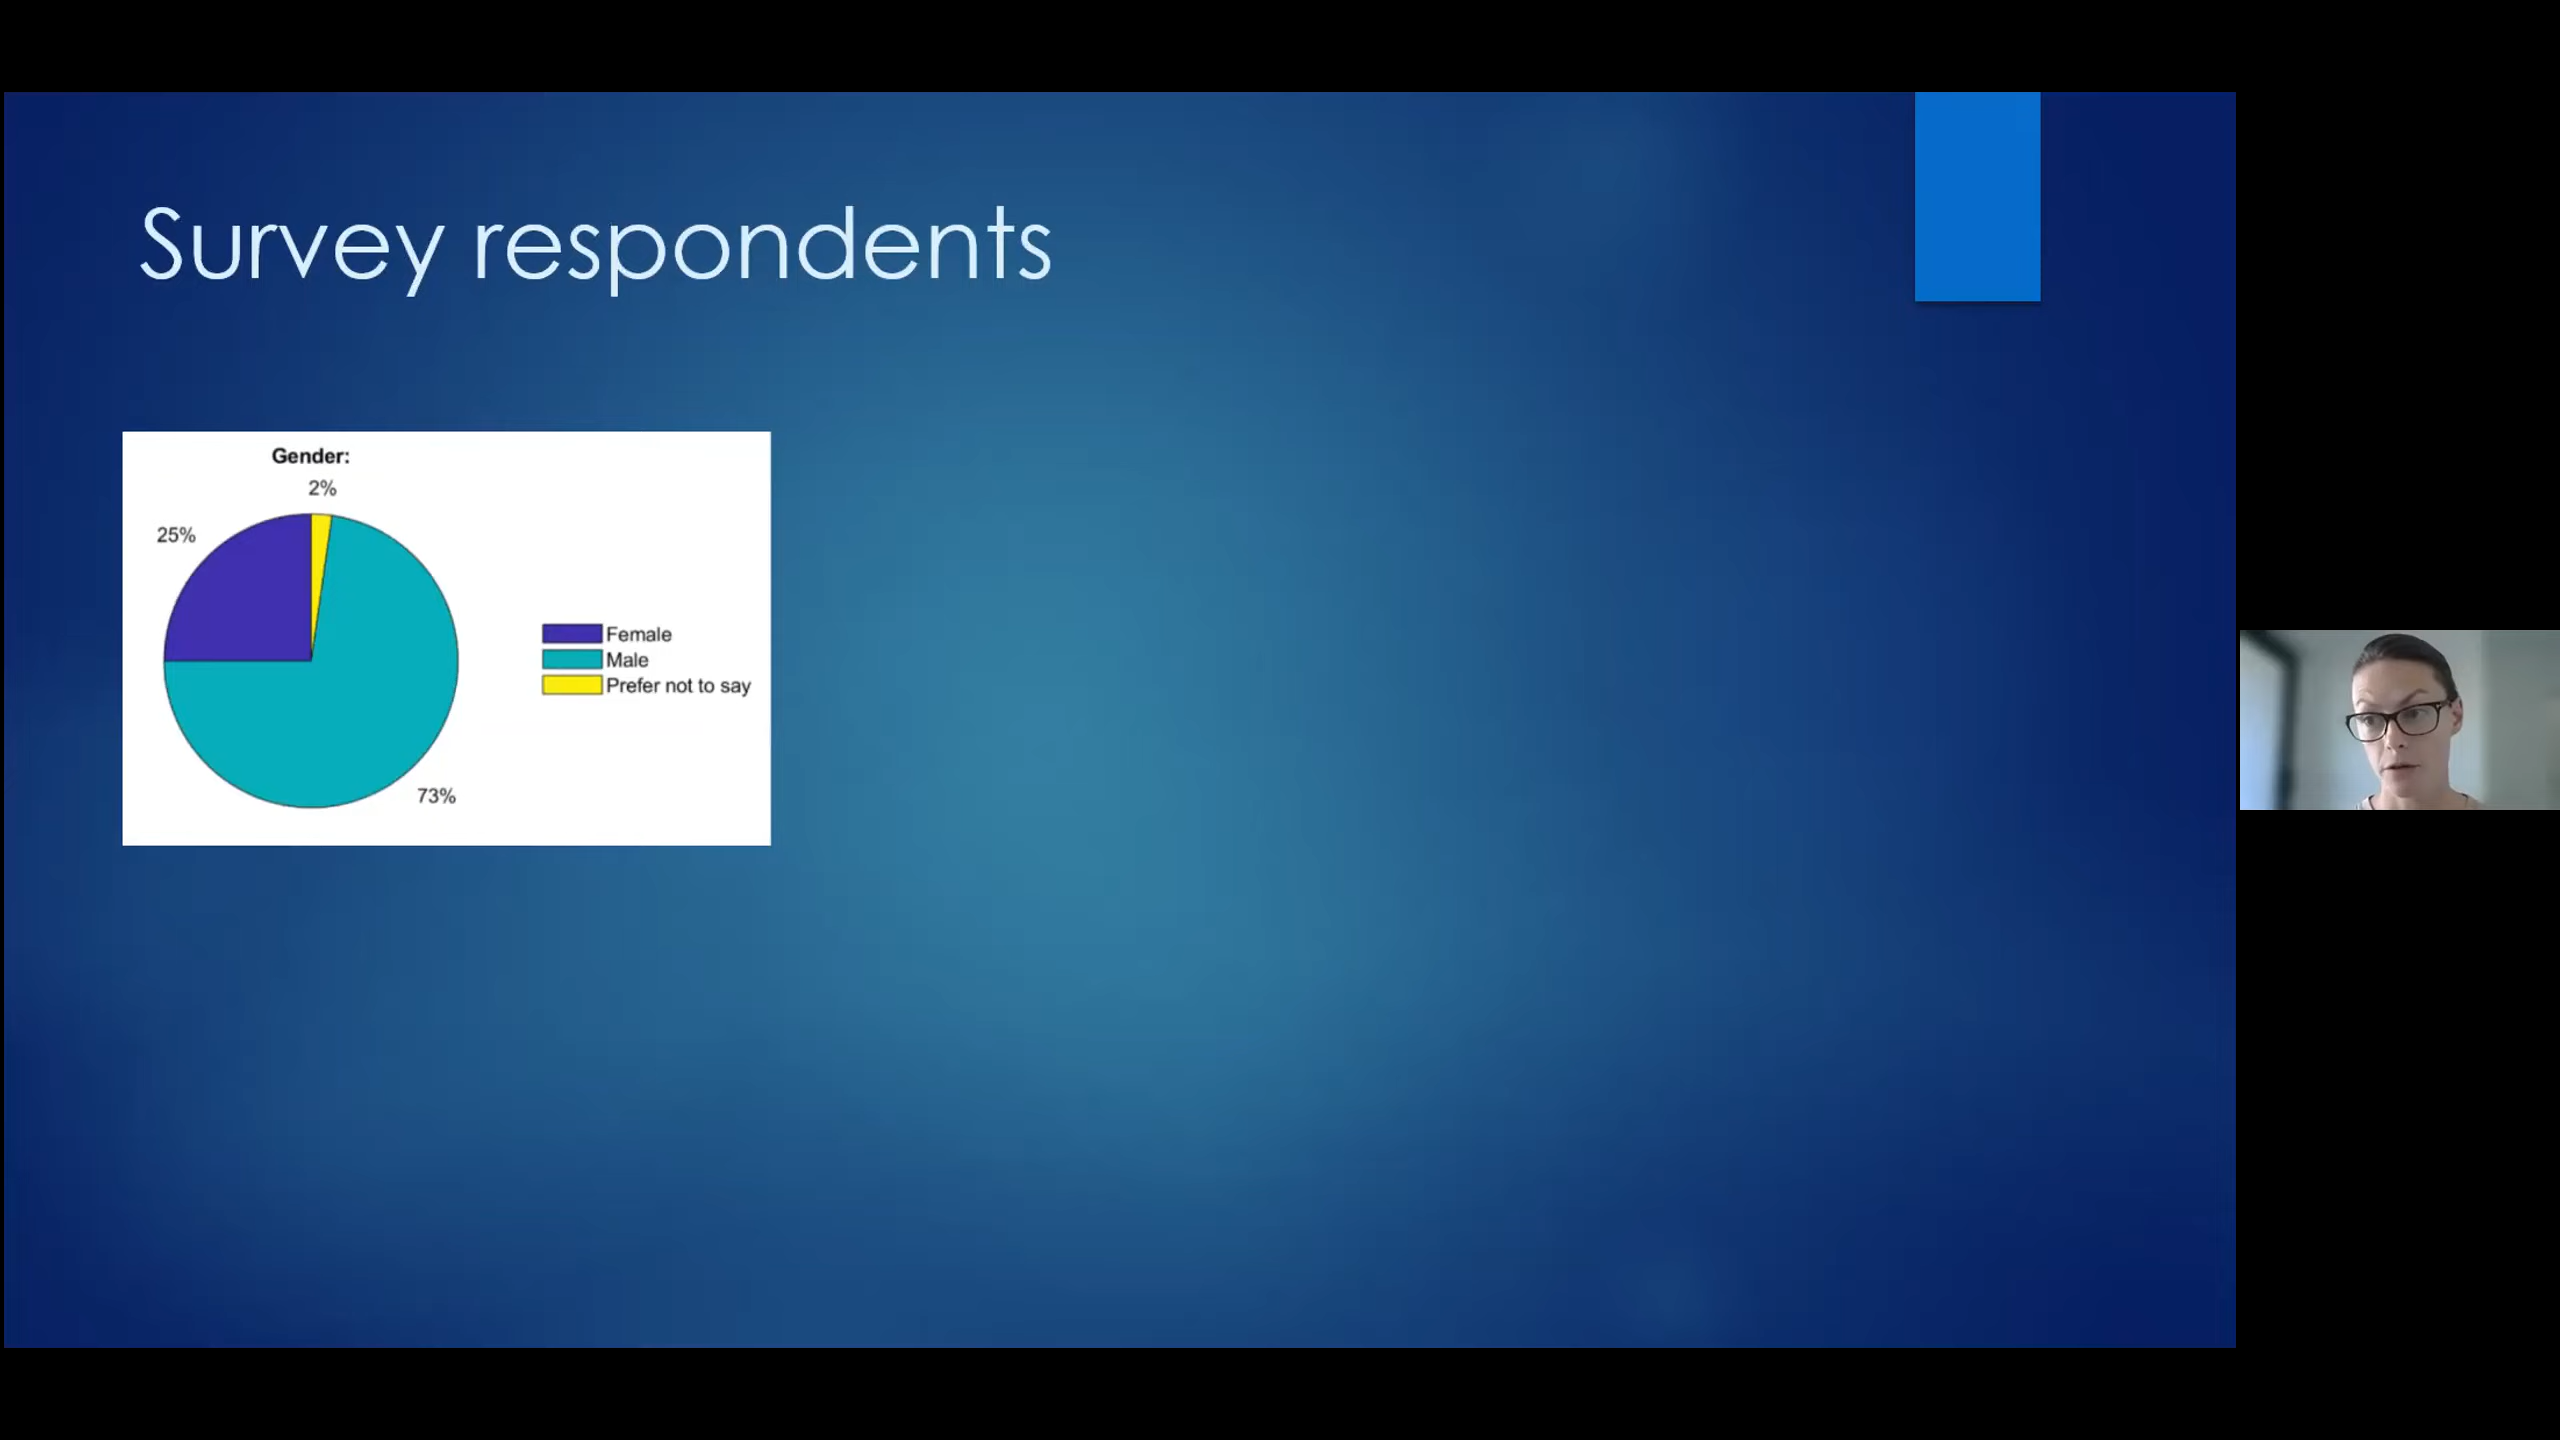 Survey respondents
Gender:
2%
25%
Female
Male
Prefer not to say
73%